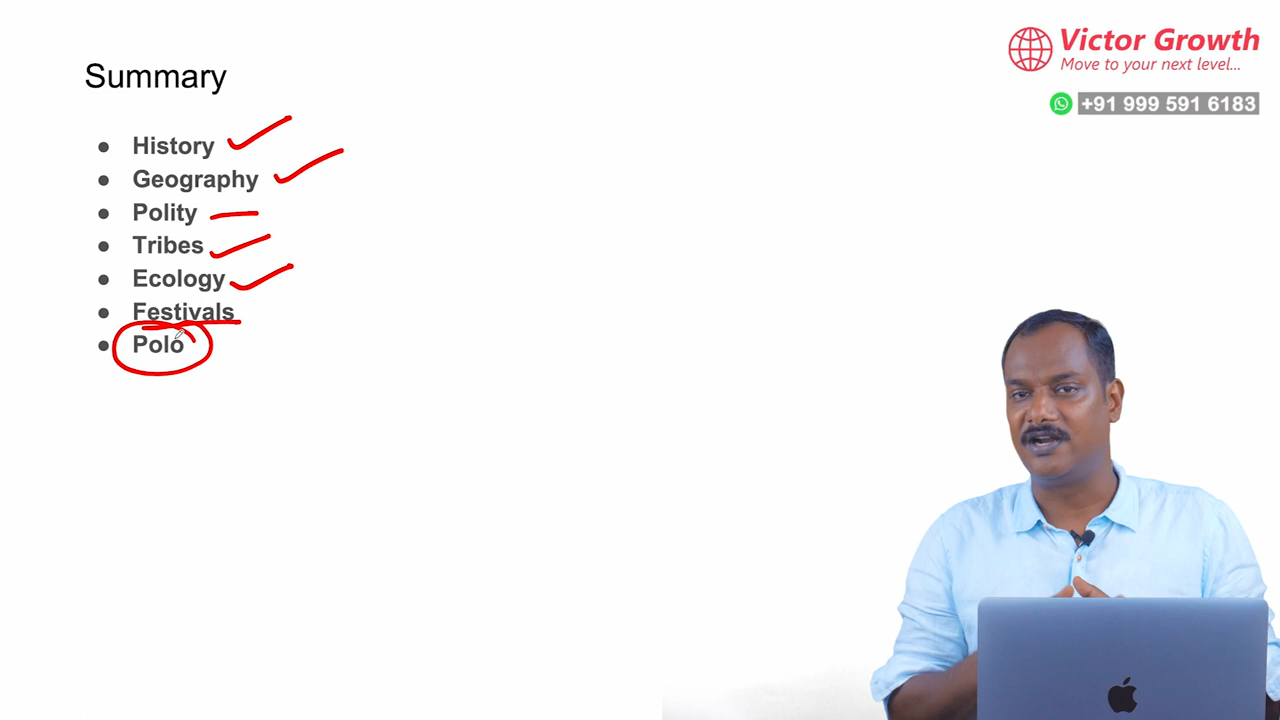 Victor Growth
Move to your next level...
+91 999 591 6183
Summary
● History
● Geography
● Polity
● Tribes
● Ecology
● Festivals
● Polo